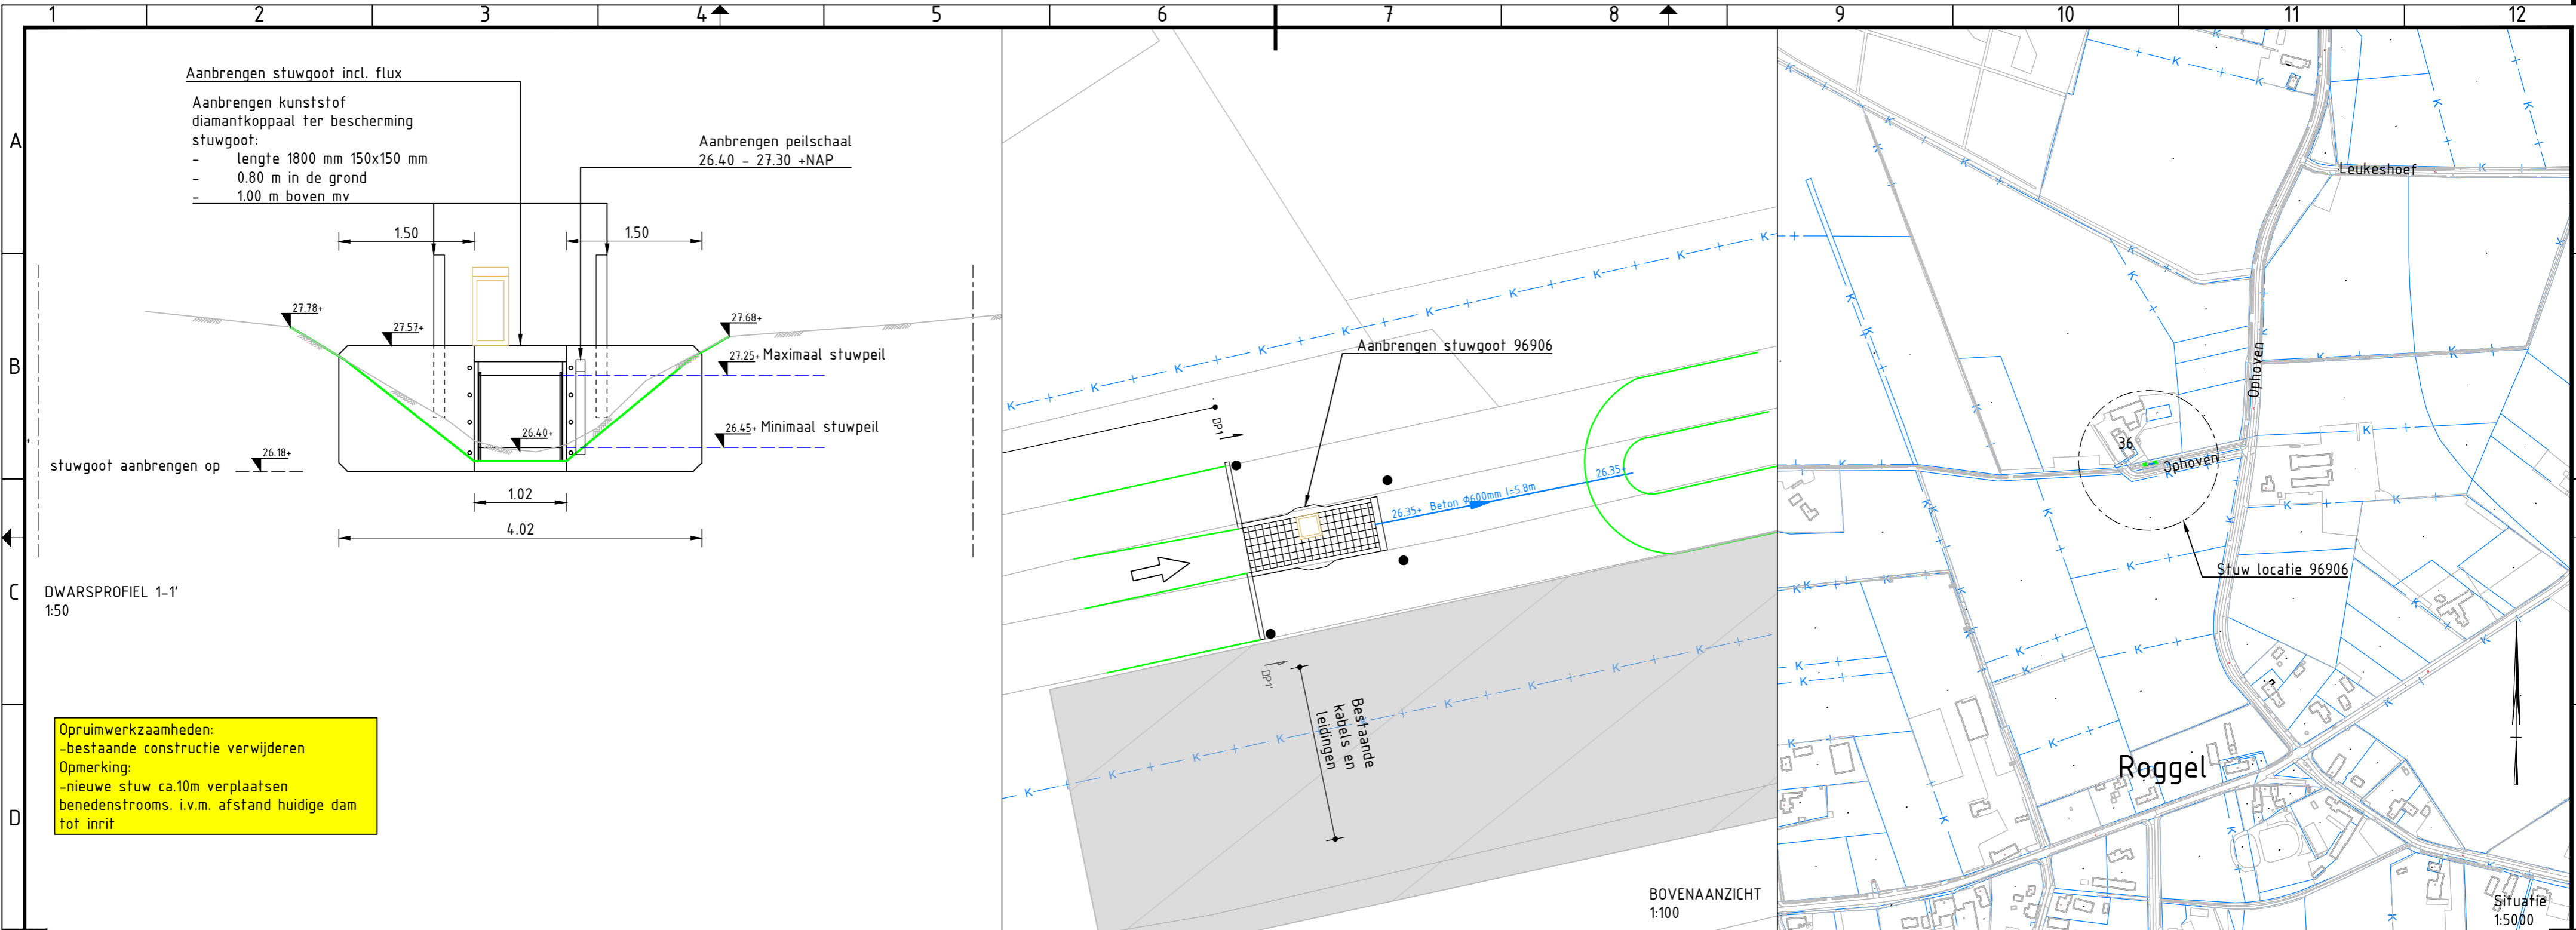 1 2 3 4 5 6 7 8 9 10 11 12
A
B
C
D
Aanbrengen stuwgoot incl. flux
Aanbrengen kunststof
diamantkoppaal ter bescherming
stuwgoot:
- lengte 1800 mm 150x150 mm
- 0.80 m in de grond
- 1.00 m boven mv
Aanbrengen peilschaal
26.40 - 27.30 +NAP
1.50
1.50
27.78+
27.57+
27.68+
27.25+ Maximaal stuwpeil
26.45+ Minimaal stuwpeil
26.40+
stuwgoot aanbrengen op 26.18+
1.02
4.02
DWARSPROFIEL 1-1'
1:50
Opruimwerkzaamheden:
-bestaande constructie verwijderen
Opmerking:
-nieuwe stuw ca.10m verplaatsen
benedenstrooms. i.v.m. afstand huidige dam
tot inrit
Aanbrengen stuwgoot 96906
DP1
26.35+ Beton Ø600mm l=5.8m
26.35+
DP1'
Bestaande
kabels en
leidingen
BOVENAANZICHT
1:100
Leukeshoef
Ophoven
36
Ophoven
Stuw locatie 96906
Roggel
Situatie
1:5000